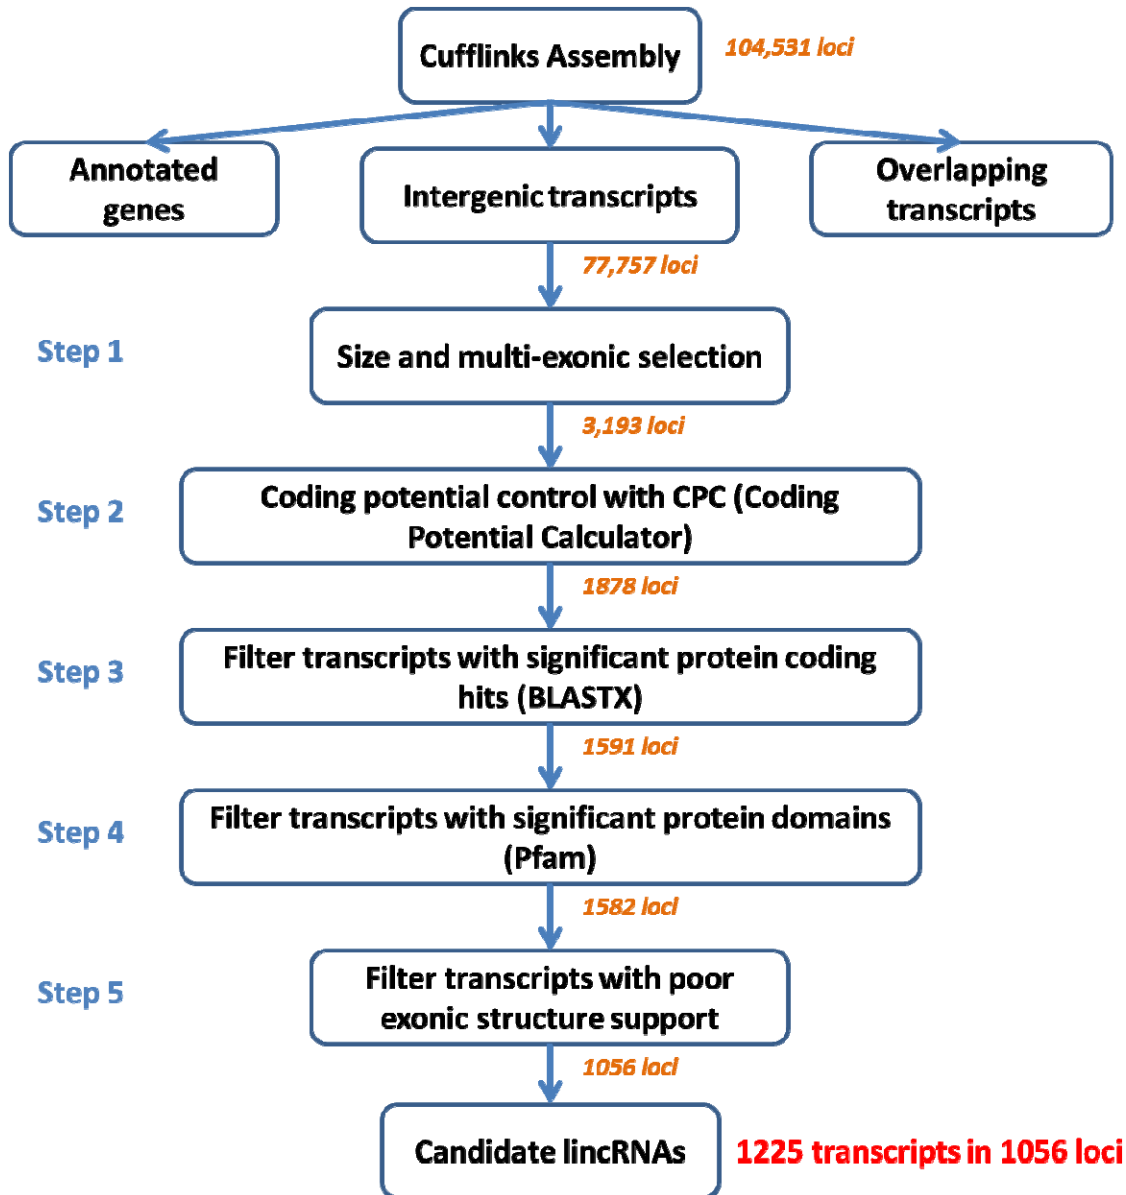 Cufflinks Assembly
104,531 loci
Annotated
genes
Intergenic transcripts
Overlapping
transcripts
77,757 loci
Step 1
Size and multi-exonic selection
3,193 loci
Step 2
Coding potential control with CPC (Coding
Potential Calculator)
1878 loci
Step 3
Filter transcripts with significant protein coding
hits (BLASTX)
1591 loci
Step 4
Filter transcripts with significant protein domains
(Pfam)
1582 loci
Step 5
Filter transcripts with poor
exonic structure support
1056 loci
Candidate lincRNAs
1225 transcripts in 1056 loci